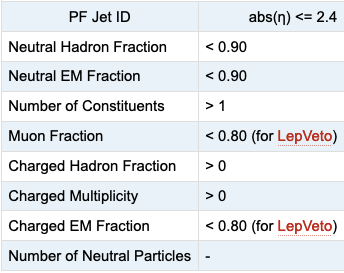 PF Jet ID abs(η) <= 2.4
Neutral Hadron Fraction < 0.90
Neutral EM Fraction < 0.90
Number of Constituents > 1
Muon Fraction < 0.80 (for LepVeto)
Charged Hadron Fraction > 0
Charged Multiplicity > 0
Charged EM Fraction < 0.80 (for LepVeto)
Number of Neutral Particles -